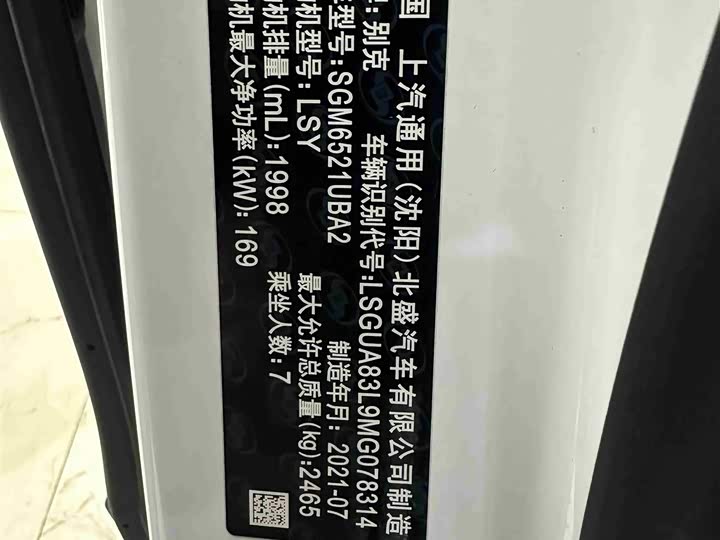 国 上汽通用(沈阳)北盛汽车有限公司制造
:别克 车辆识别代号:LSGUA83L9MG078314
型号:SGM6521UBA2 制造年月:2021-07
机型号:LSY 最大允许总质量(kg):2465
机排量(mL):1998 乘坐人数:7
机最大净功率(kW):169